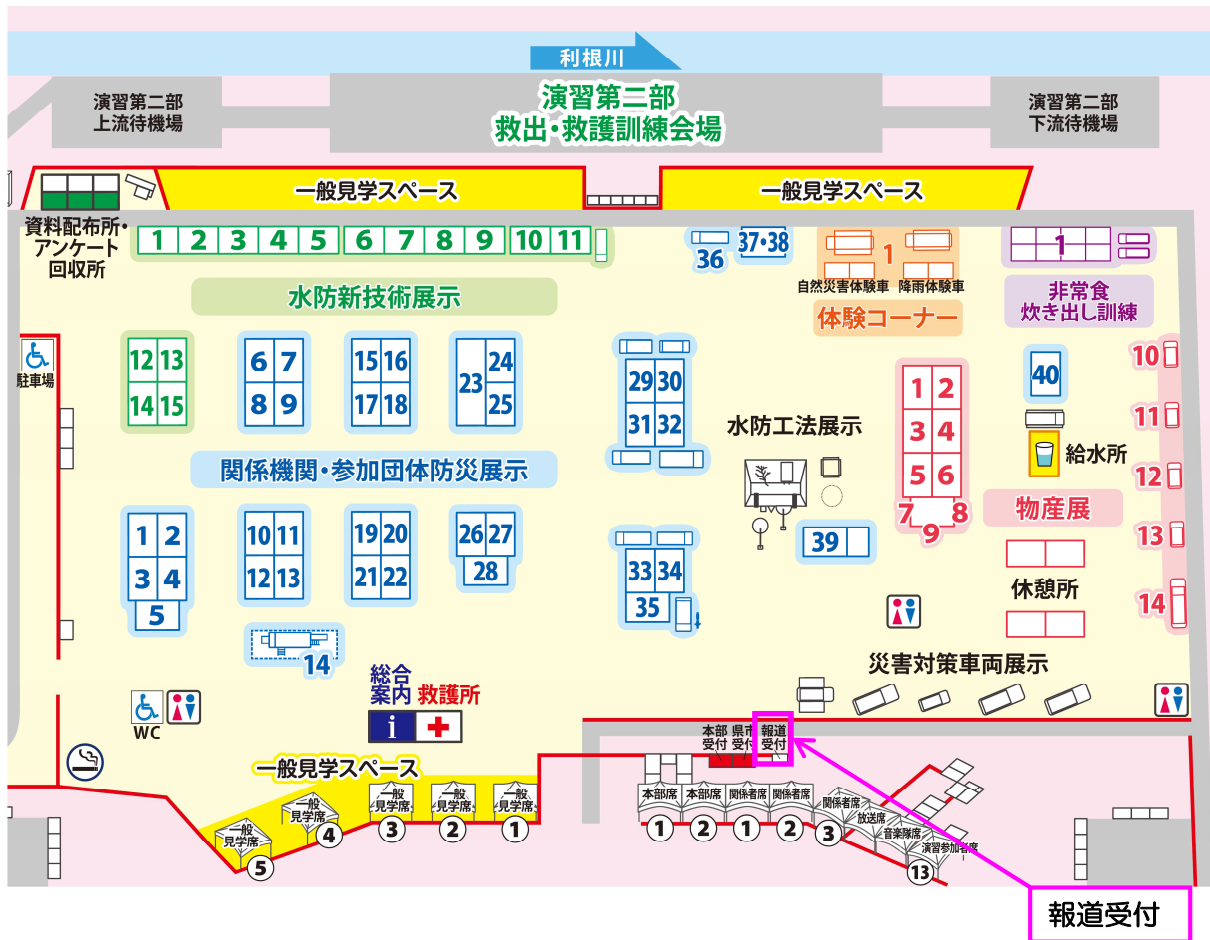 利根川
演習第二部
上流待機場
演習第二部
救出・救護訓練会場
演習第二部
下流待機場
一般見学スペース
一般見学スペース
資料配布所・
アンケート
回収所
1 2 3 4 5 6 7 8 9 10 11
36
37・38
1
自然災害体験車 降雨体験車
体験コーナー
1
非常食
炊き出し訓練
水防新技術展示
駐車場
12 13
14 15
6 7
8 9
15 16
17 18
23 24
25
29 30
31 32
水防工法展示
1 2
3 4
5 6
7 8
9
40
給水所
物産展
休憩所
10
11
12
13
14
関係機関・参加団体防災展示
1 2
3 4
5
10 11
12 13
14
19 20
21 22
26 27
28
33 34
35
39
災害対策車両展示
WC
総合
案内
救護所
i
本部
受付
県市
受付
報道
受付
一般見学スペース
一般
見学席
⑤
一般
見学席
④
一般
見学席
③
一般
見学席
②
一般
見学席
①
本部席
①
本部席
②
関係者席
①
関係者席
②
関係者席
③
放送席
音楽隊席
演習参加者席
⑬
報道受付